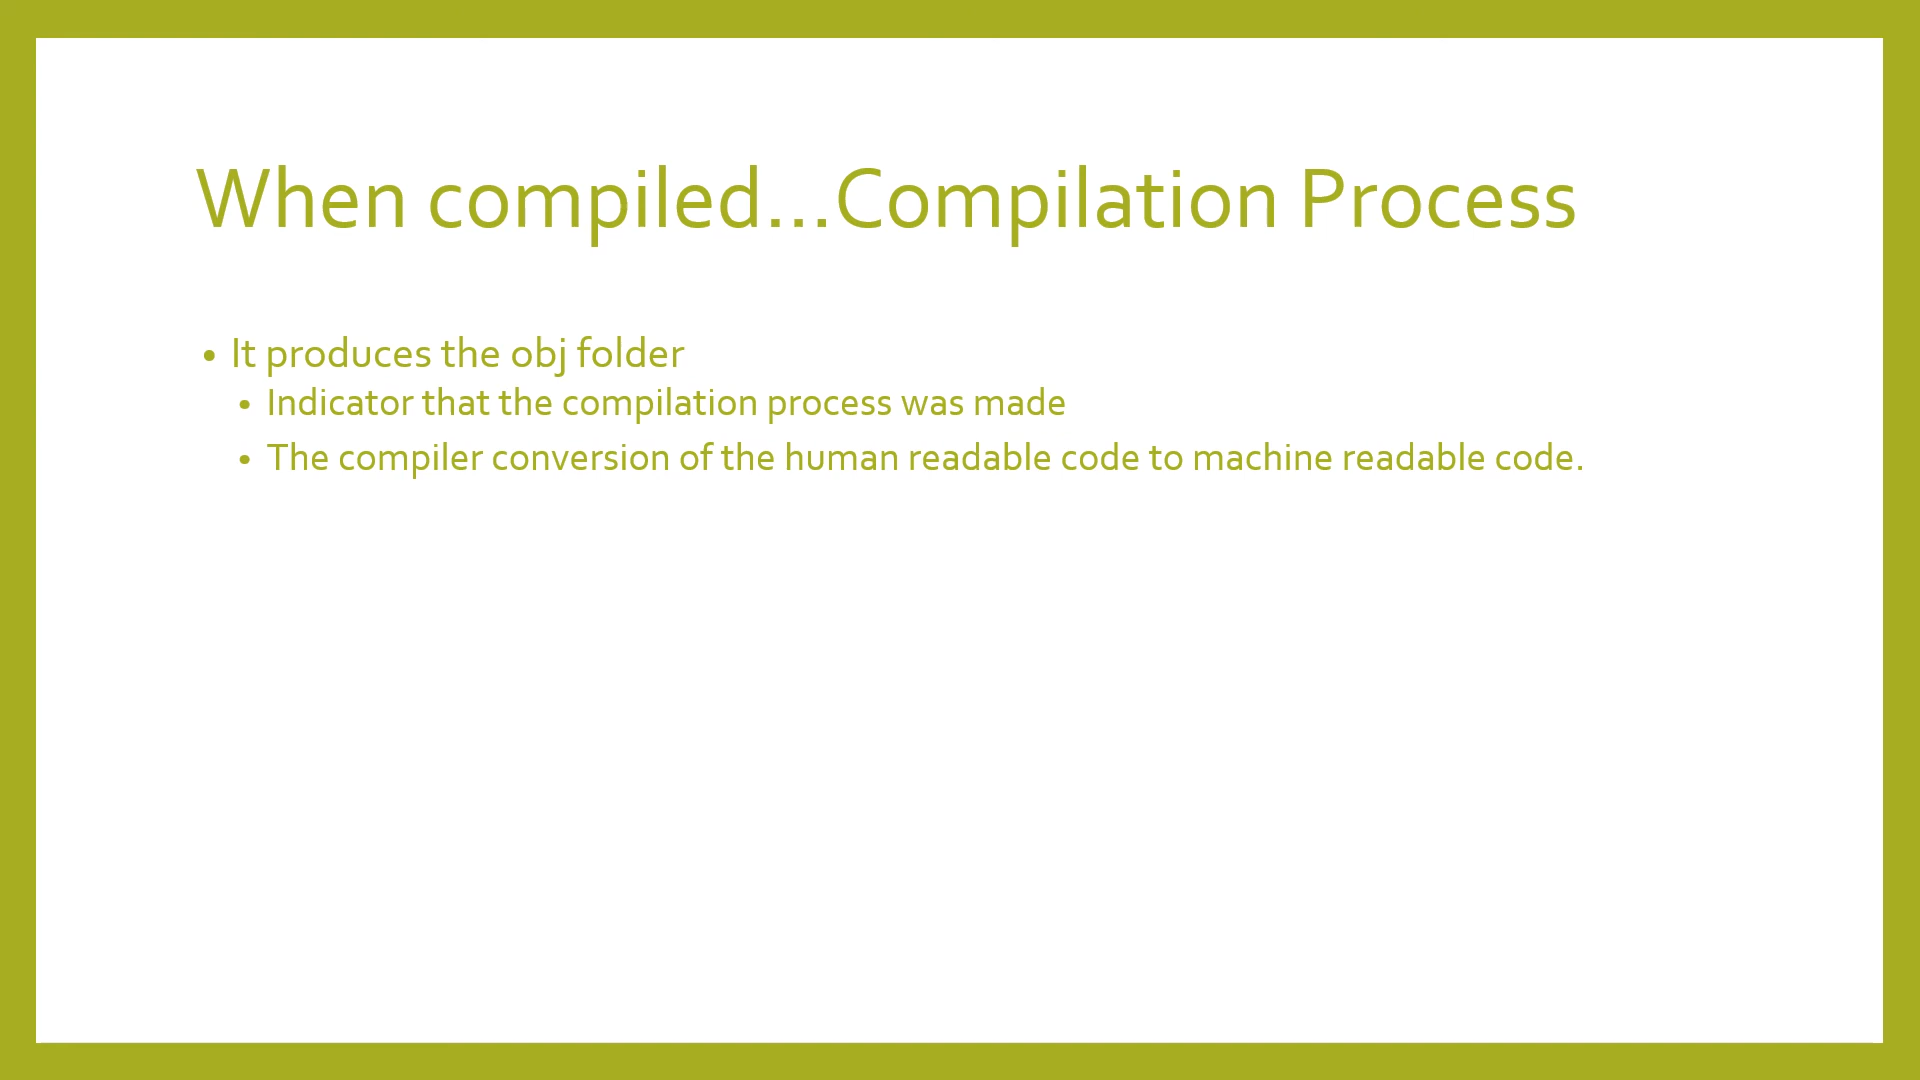 When compiled...Compilation Process
• It produces the obj folder
• Indicator that the compilation process was made
• The compiler conversion of the human readable code to machine readable code.